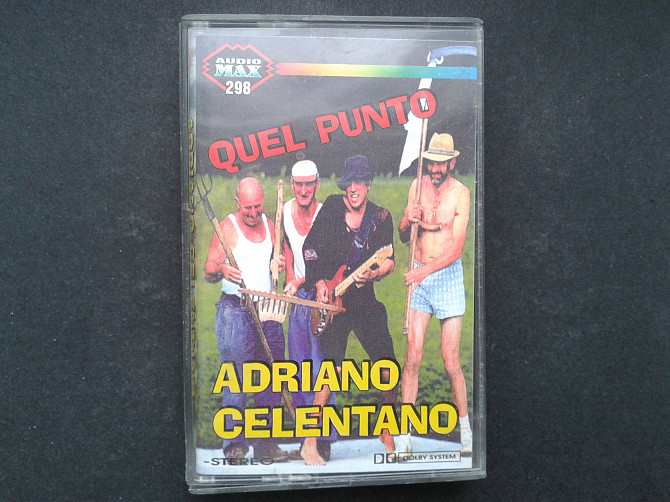 AUDIO
MAX
298
QUEL PUNTO
ADRIANO
CELENTANO
-STEREO
DOLBY SYSTEM